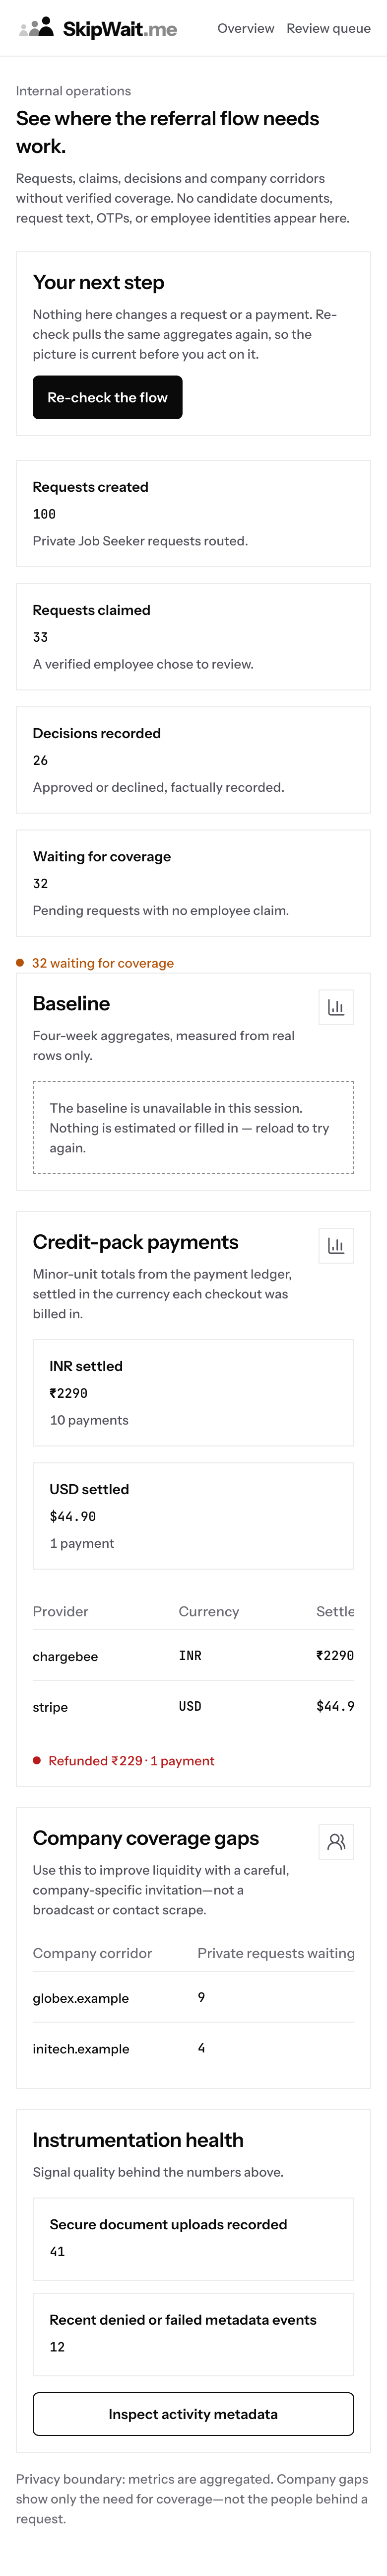 SkipWait.me
Overview Review queue
Internal operations
See where the referral flow needs
work.
Requests, claims, decisions and company corridors
without verified coverage. No candidate documents,
request text, OTPs, or employee identities appear here.
Your next step
Nothing here changes a request or a payment. Re-
check pulls the same aggregates again, so the
picture is current before you act on it.
Re-check the flow
Requests created
100
Private Job Seeker requests routed.
Requests claimed
33
A verified employee chose to review.
Decisions recorded
26
Approved or declined, factually recorded.
Waiting for coverage
32
Pending requests with no employee claim.
32 waiting for coverage
Baseline
Four-week aggregates, measured from real
rows only.
The baseline is unavailable in this session.
Nothing is estimated or filled in — reload to try
again.
Credit-pack payments
Minor-unit totals from the payment ledger,
settled in the currency each checkout was
billed in.
INR settled
₹2290
10 payments
USD settled
$44.90
1 payment
Provider Currency Settle
chargebee INR ₹2290
stripe USD $44.9
Refunded ₹229 · 1 payment
Company coverage gaps
Use this to improve liquidity with a careful,
company-specific invitation—not a
broadcast or contact scrape.
Company corridor Private requests waiting
globex.example 9
initech.example 4
Instrumentation health
Signal quality behind the numbers above.
Secure document uploads recorded
41
Recent denied or failed metadata events
12
Inspect activity metadata
Privacy boundary: metrics are aggregated. Company gaps
show only the need for coverage—not the people behind a
request.